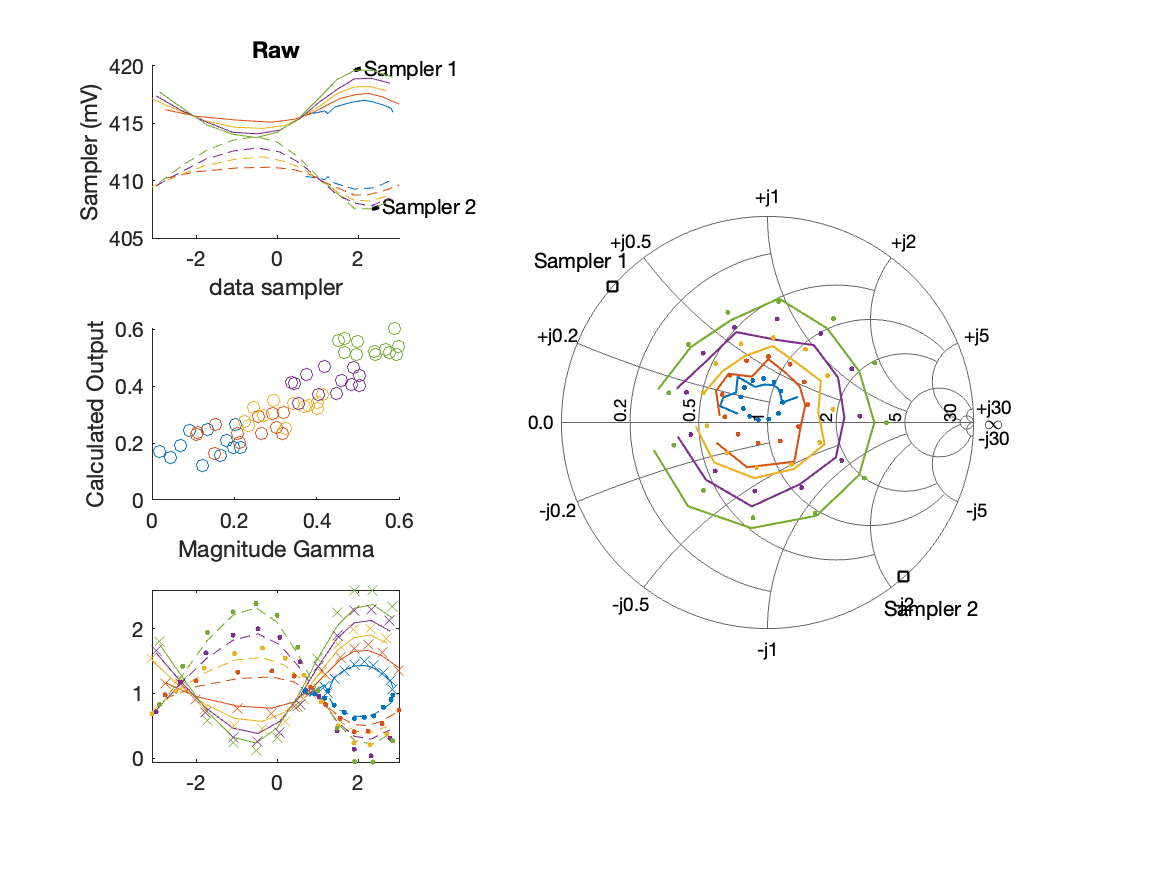 Raw
420
415
410
405
Sampler (mV)
Sampler 1
Sampler 2
-2
0
2
data sampler
0.6
0.4
0.2
0
Calculated Output
0
0.2
0.4
0.6
Magnitude Gamma
2
1
0
-2
0
2
+j1
+j0.5
+j2
Sampler 1
+j0.2
+j5
0.0
0.2
0.5
1
2
5
30
+j30
∞
-j30
-j0.2
-j5
-j0.5
-j2
Sampler 2
-j1